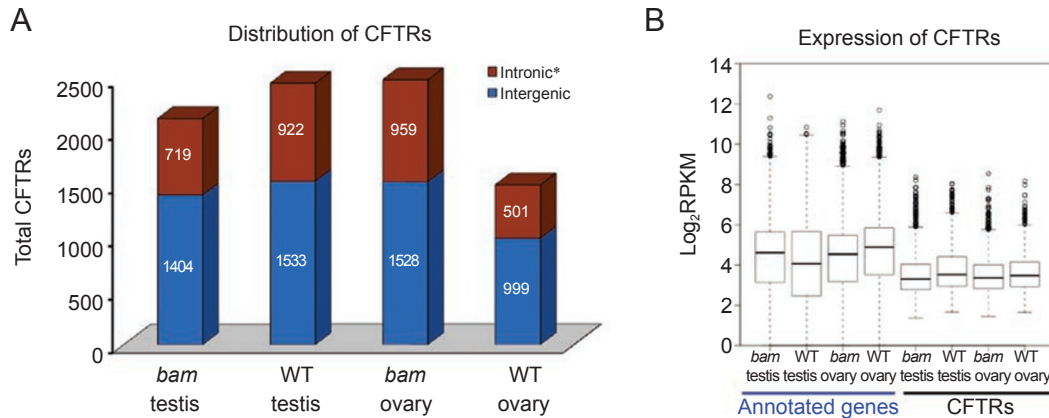 A
Distribution of CFTRs
Total CFTRs
2500
2000
1500
1000
500
0
Intronic*
Intergenic
719
1404
922
1533
959
1528
501
999
bam testis
WT testis
bam ovary
WT ovary
B
Expression of CFTRs
Log₂RPKM
14
12
10
8
6
4
2
0
bam testis
WT testis
bam ovary
WT ovary
bam testis
WT testis
bam ovary
WT ovary
Annotated genes
CFTRs